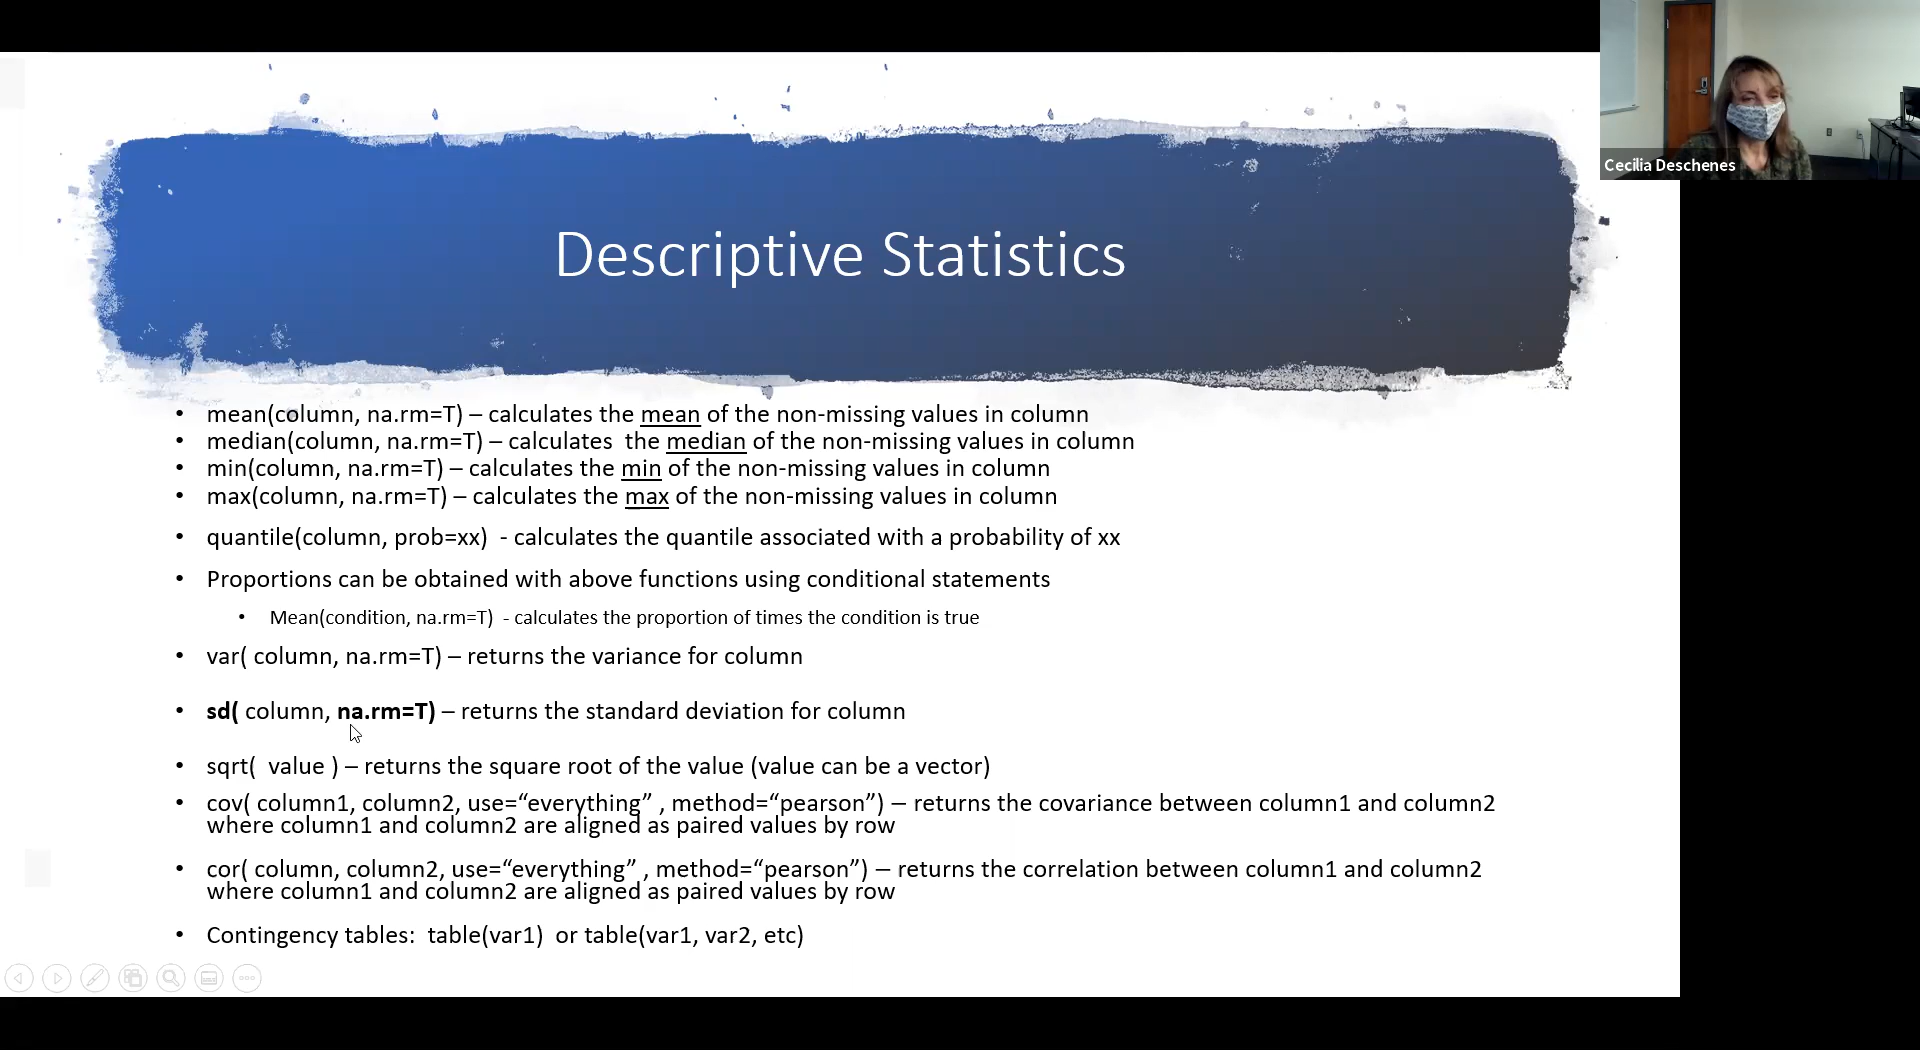 Cecilia Deschenes
Descriptive Statistics
• mean(column, na.rm=T) – calculates the mean of the non-missing values in column
• median(column, na.rm=T) – calculates  the median of the non-missing values in column
• min(column, na.rm=T) – calculates the min of the non-missing values in column
• max(column, na.rm=T) – calculates the max of the non-missing values in column
• quantile(column, prob=xx)  - calculates the quantile associated with a probability of xx
• Proportions can be obtained with above functions using conditional statements
• Mean(condition, na.rm=T)  - calculates the proportion of times the condition is true
• var( column, na.rm=T) – returns the variance for column
• sd( column, na.rm=T) – returns the standard deviation for column
• sqrt(  value ) – returns the square root of the value (value can be a vector)
• cov( column1, column2, use=“everything” , method=“pearson”) – returns the covariance between column1 and column2
where column1 and column2 are aligned as paired values by row
• cor( column, column2, use=“everything” , method=“pearson”) – returns the correlation between column1 and column2
where column1 and column2 are aligned as paired values by row
• Contingency tables:  table(var1)  or table(var1, var2, etc)